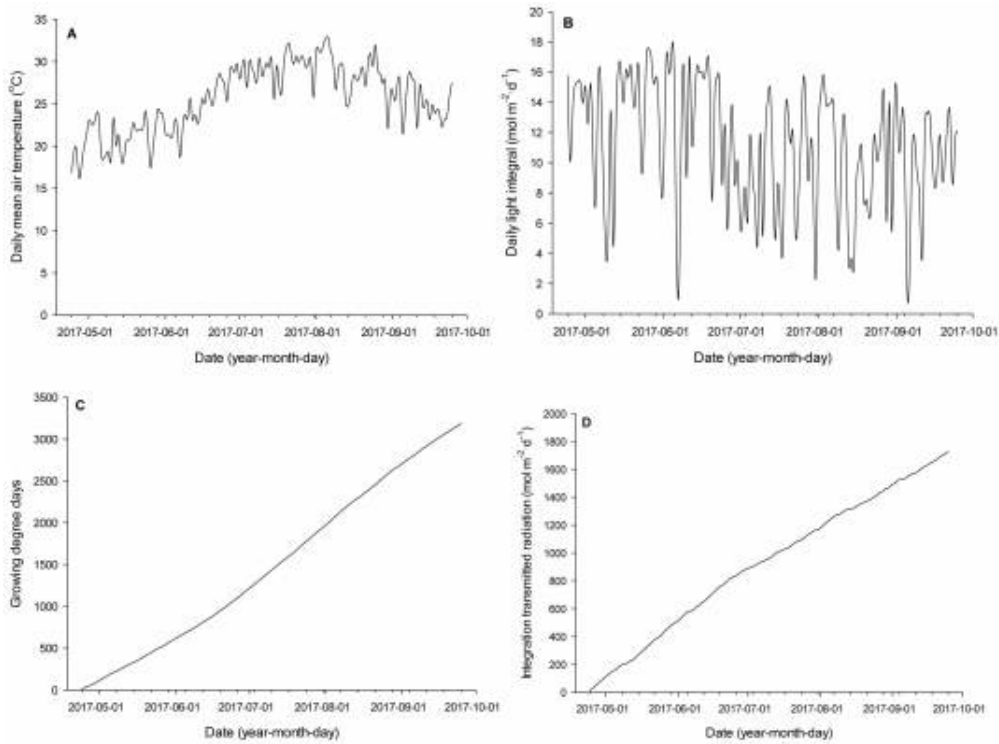 A
35
30
25
20
15
10
5
0
Daily mean air temperature (°C)
2017-05-01 2017-06-01 2017-07-01 2017-08-01 2017-09-01 2017-10-01
Date (year-month-day)
B
20
18
16
14
12
10
8
6
4
2
0
Daily light integral (mol m⁻² d⁻¹)
2017-05-01 2017-06-01 2017-07-01 2017-08-01 2017-09-01 2017-10-01
Date (year-month-day)
C
3500
3000
2500
2000
1500
1000
500
0
Growing degree days
2017-05-01 2017-06-01 2017-07-01 2017-08-01 2017-09-01 2017-10-01
Date (year-month-day)
D
2000
1800
1600
1400
1200
1000
800
600
400
200
0
Integration transmitted radiation (mol m⁻² d⁻¹)
2017-05-01 2017-06-01 2017-07-01 2017-08-01 2017-09-01 2017-10-01
Date (year-month-day)